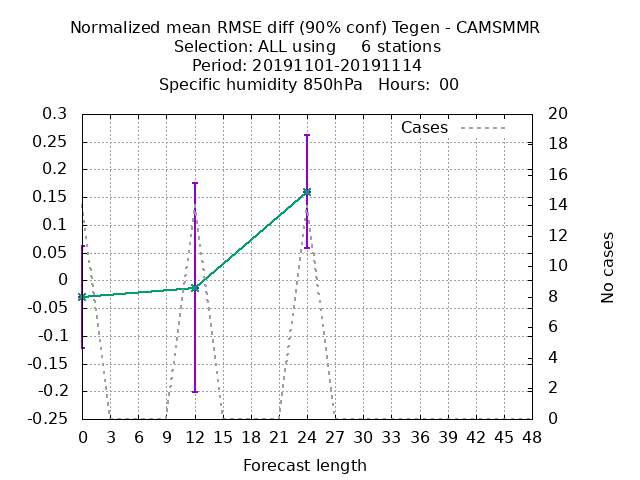 Normalized mean RMSE diff (90% conf) Tegen - CAMSMMR
Selection: ALL using 6 stations
Period: 20191101-20191114
Specific humidity 850hPa Hours: 00
Cases
0.3
0.25
0.2
0.15
0.1
0.05
0
-0.05
-0.1
-0.15
-0.2
-0.25
20
18
16
14
12
10
8
6
4
2
0
No cases
0 3 6 9 12 15 18 21 24 27 30 33 36 39 42 45 48
Forecast length